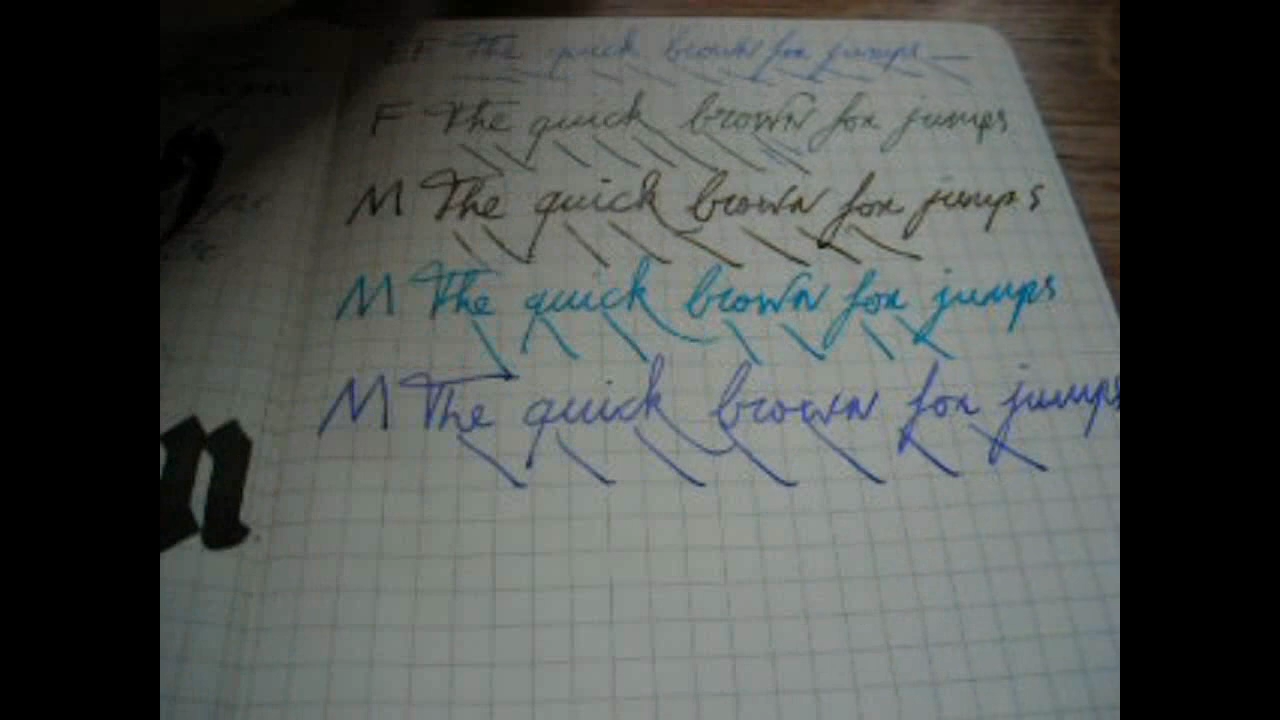 EF The quick brown fox jumps
F The quick brown fox jumps
M The quick brown fox jumps
M The quick brown fox jumps
M The quick brown fox jumps
n